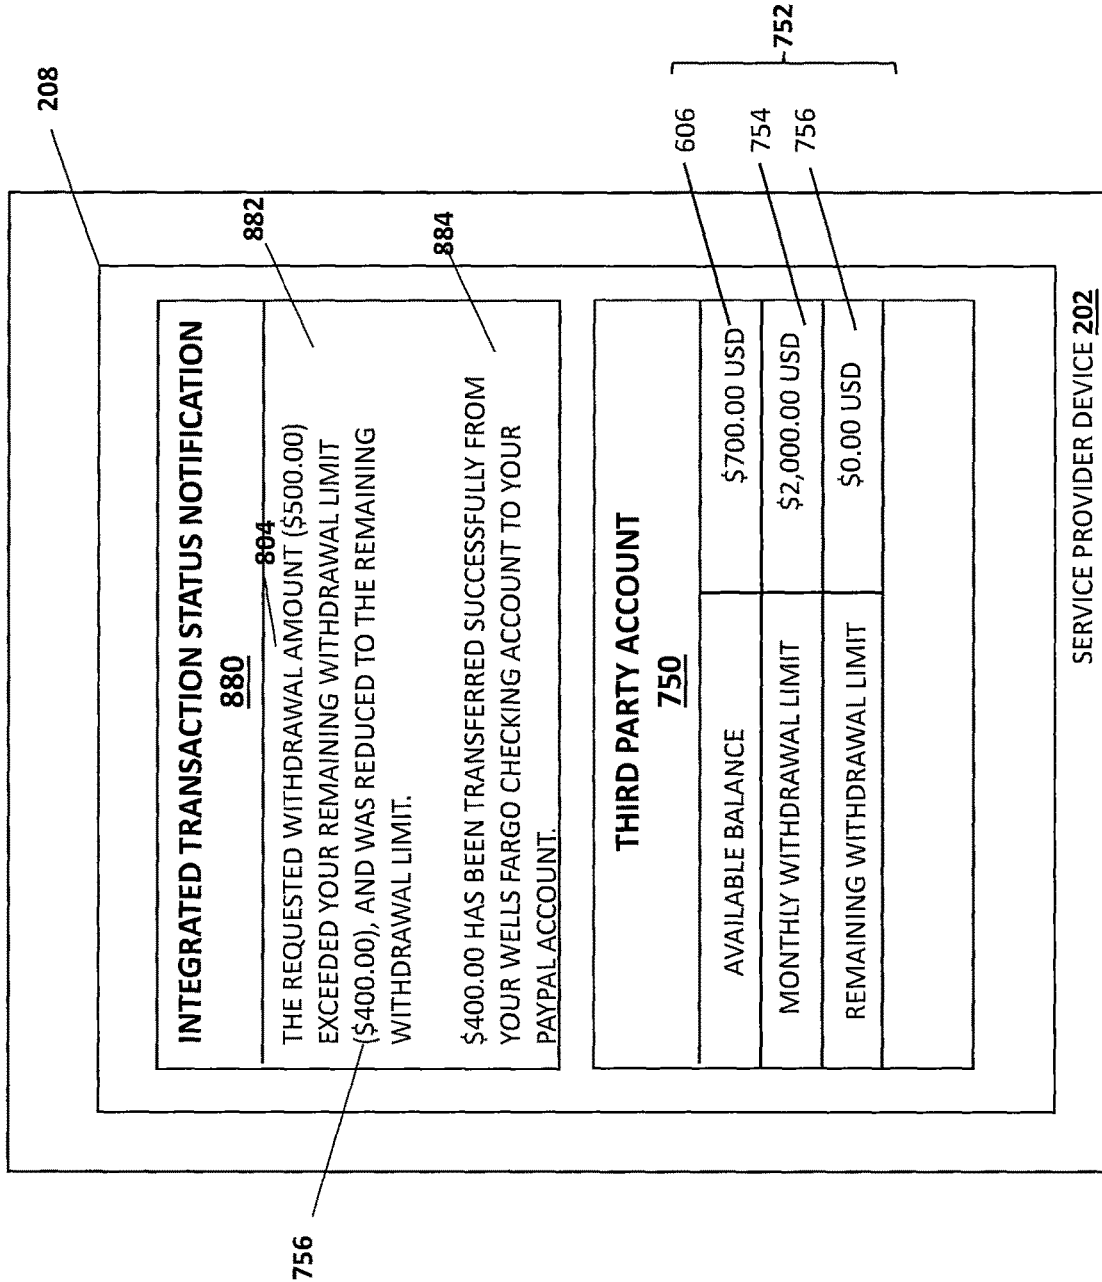 208
INTEGRATED TRANSACTION STATUS NOTIFICATION
880
882
804
THE REQUESTED WITHDRAWAL AMOUNT ($500.00)
EXCEEDED YOUR REMAINING WITHDRAWAL LIMIT
($400.00), AND WAS REDUCED TO THE REMAINING
WITHDRAWAL LIMIT.
756
884
$400.00 HAS BEEN TRANSFERRED SUCCESSFULLY FROM
YOUR WELLS FARGO CHECKING ACCOUNT TO YOUR
PAYPAL ACCOUNT.
THIRD PARTY ACCOUNT
750
AVAILABLE BALANCE $700.00 USD 606
MONTHLY WITHDRAWAL LIMIT $2,000.00 USD 754
REMAINING WITHDRAWAL LIMIT $0.00 USD 756
752
SERVICE PROVIDER DEVICE 202